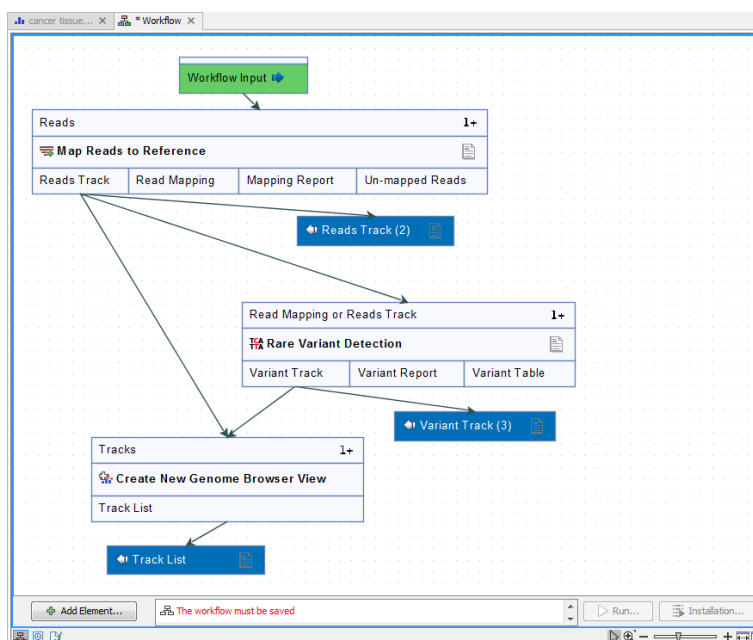 cancer tissue...
* Workflow
Workflow Input
Reads 1+
Map Reads to Reference
Reads Track Read Mapping Mapping Report Un-mapped Reads
Reads Track (2)
Read Mapping or Reads Track 1+
Rare Variant Detection
Variant Track Variant Report Variant Table
Variant Track (3)
Tracks 1+
Create New Genome Browser View
Track List
Track List
Add Element...
The workflow must be saved
Run...
Installation...